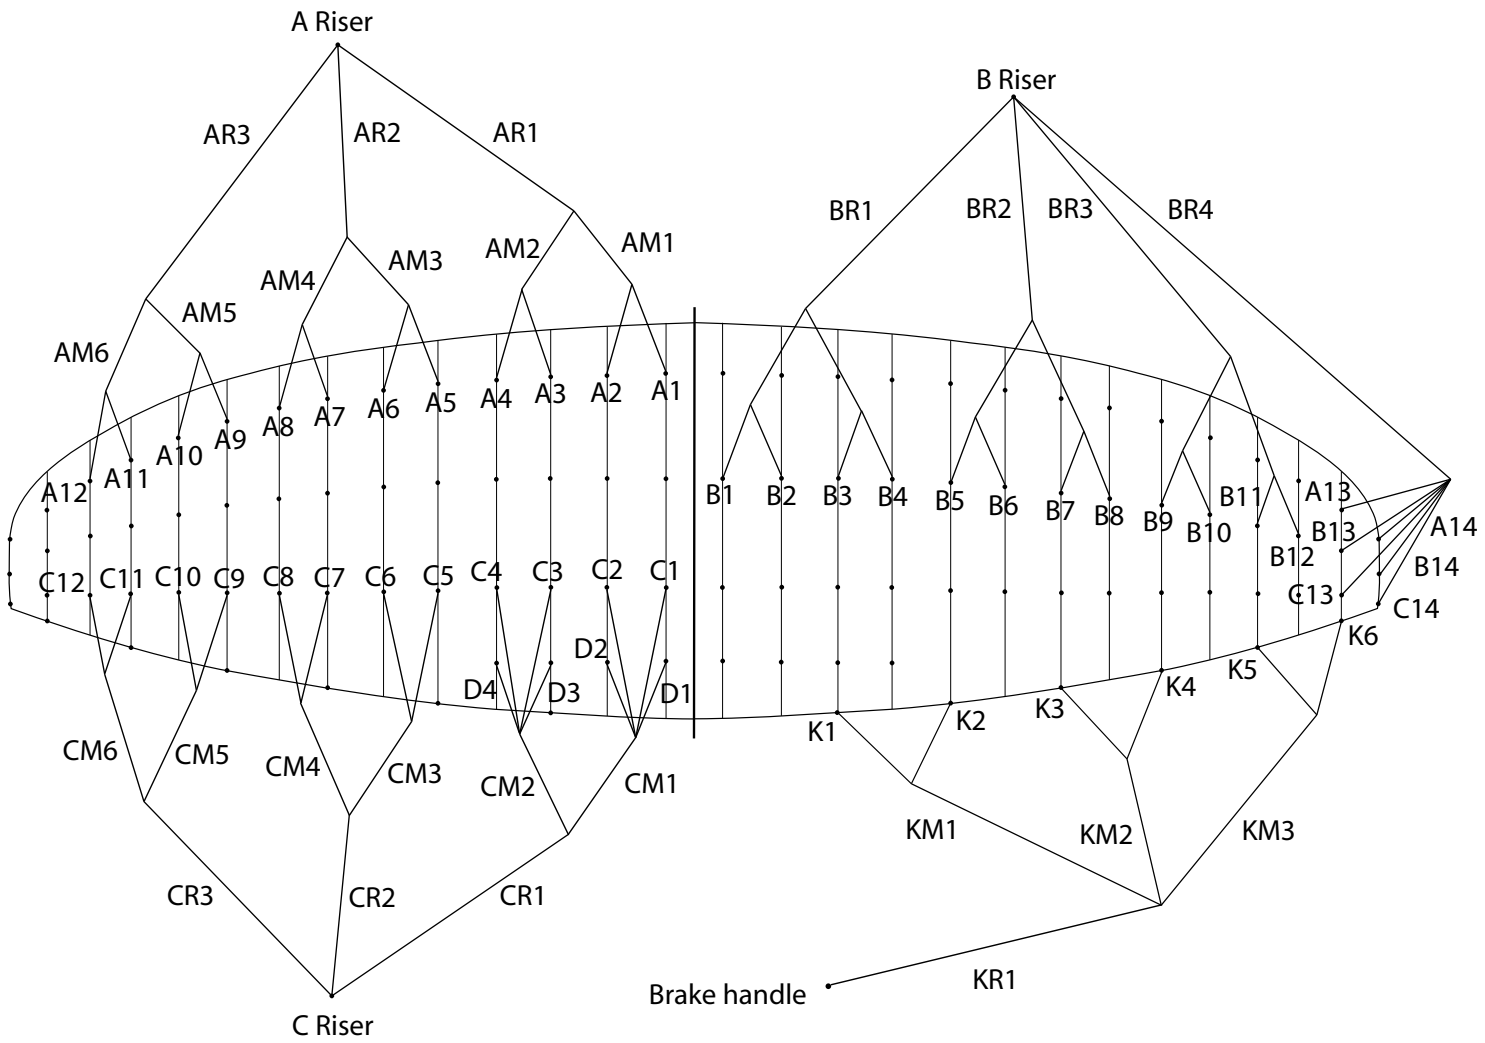 A Riser
B Riser
AR3
AR2
AR1
BR1
BR2
BR3
BR4
AM2
AM1
AM4
AM3
AM5
AM6
A12
A11
A10
A9
A8
A7
A6
A5
A4
A3
A2
A1
B1
B2
B3
B4
B5
B6
B7
B8
B9
B10
B11
B12
A13
B13
C13
A14
B14
C14
C12
C11
C10
C9
C8
C7
C6
C5
C4
C3
C2
C1
D4
D3
D2
D1
K1
K2
K3
K4
K5
K6
CM6
CM5
CM4
CM3
CM2
CM1
KM1
KM2
KM3
CR3
CR2
CR1
KR1
Brake handle
C Riser